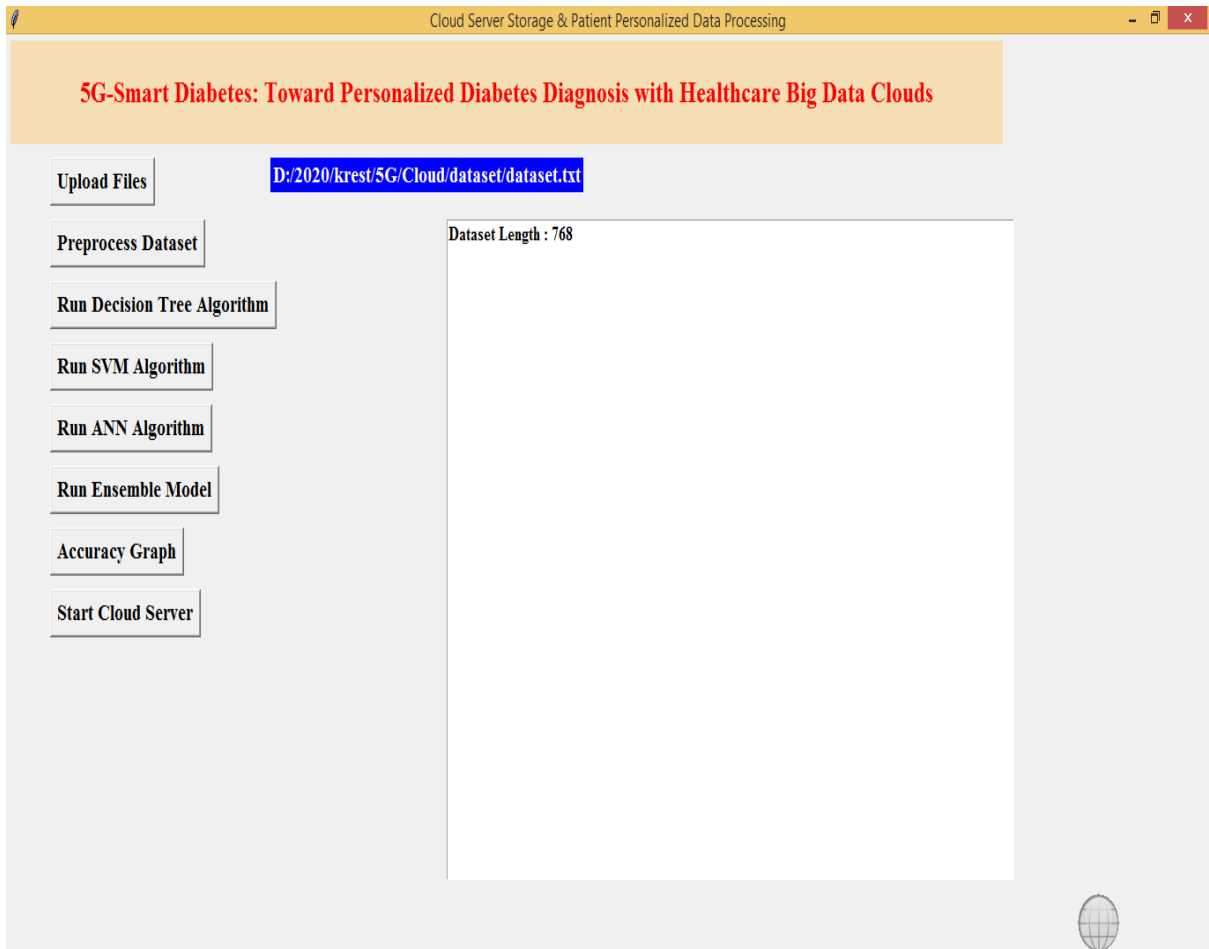 Cloud Server Storage & Patient Personalized Data Processing
5G-Smart Diabetes: Toward Personalized Diabetes Diagnosis with Healthcare Big Data Clouds
Upload Files
D:/2020/krest/5G/Cloud/dataset/dataset.txt
Preprocess Dataset
Dataset Length : 768
Run Decision Tree Algorithm
Run SVM Algorithm
Run ANN Algorithm
Run Ensemble Model
Accuracy Graph
Start Cloud Server